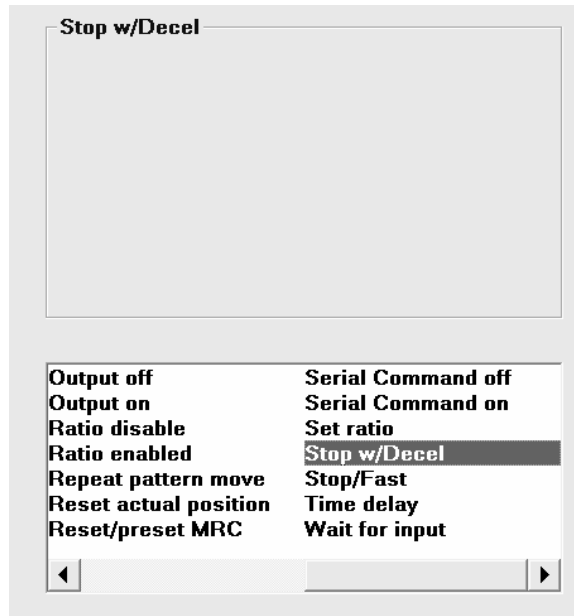 Stop w/Decel
Output off
Output on
Ratio disable
Ratio enabled
Repeat pattern move
Reset actual position
Reset/preset MRC
Serial Command off
Serial Command on
Set ratio
Stop w/Decel
Stop/Fast
Time delay
Wait for input